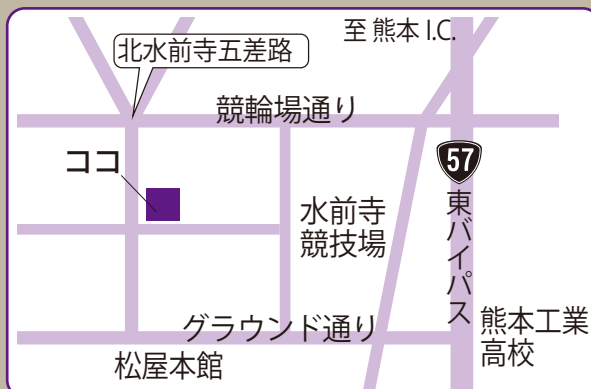 至 熊本 I.C.
北水前寺五差路
競輪場通り
ココ
57
東バイパス
水前寺
競技場
グラウンド通り
熊本工業
高校
松屋本館